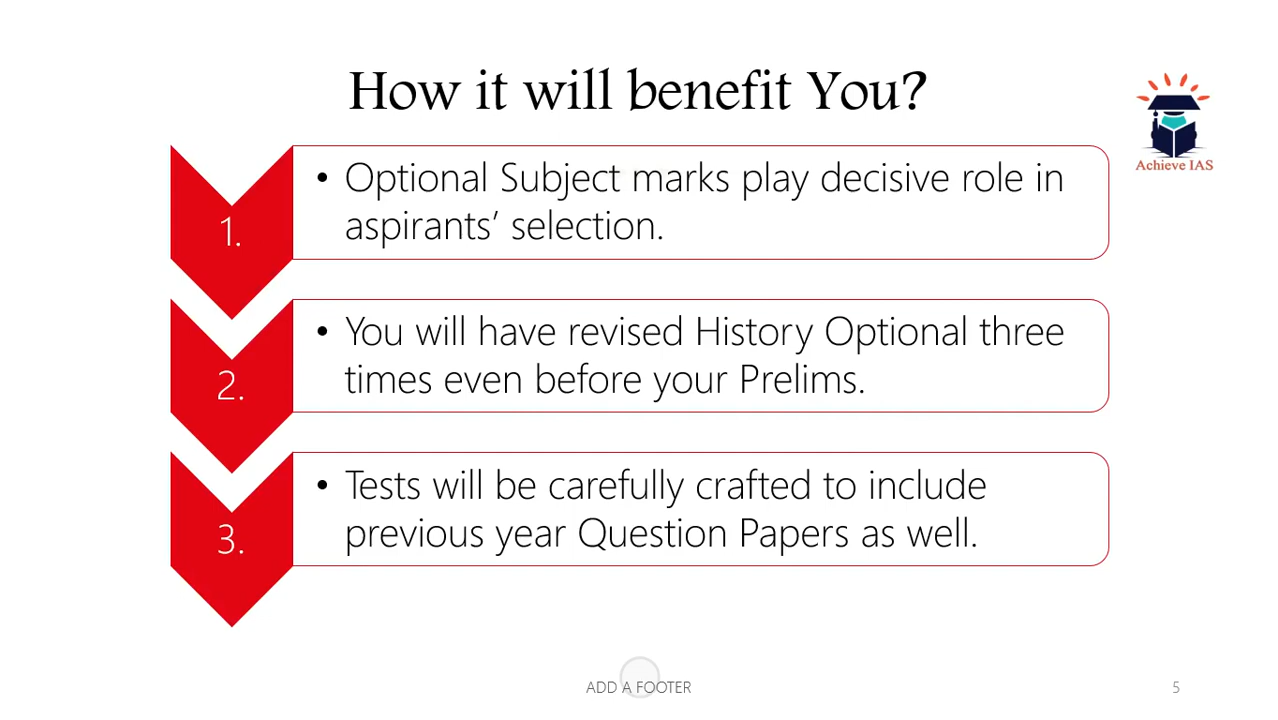 How it will benefit You?
Achieve IAS
1.
• Optional Subject marks play decisive role in
aspirants’ selection.
2.
• You will have revised History Optional three
times even before your Prelims.
3.
• Tests will be carefully crafted to include
previous year Question Papers as well.
ADD A FOOTER
5